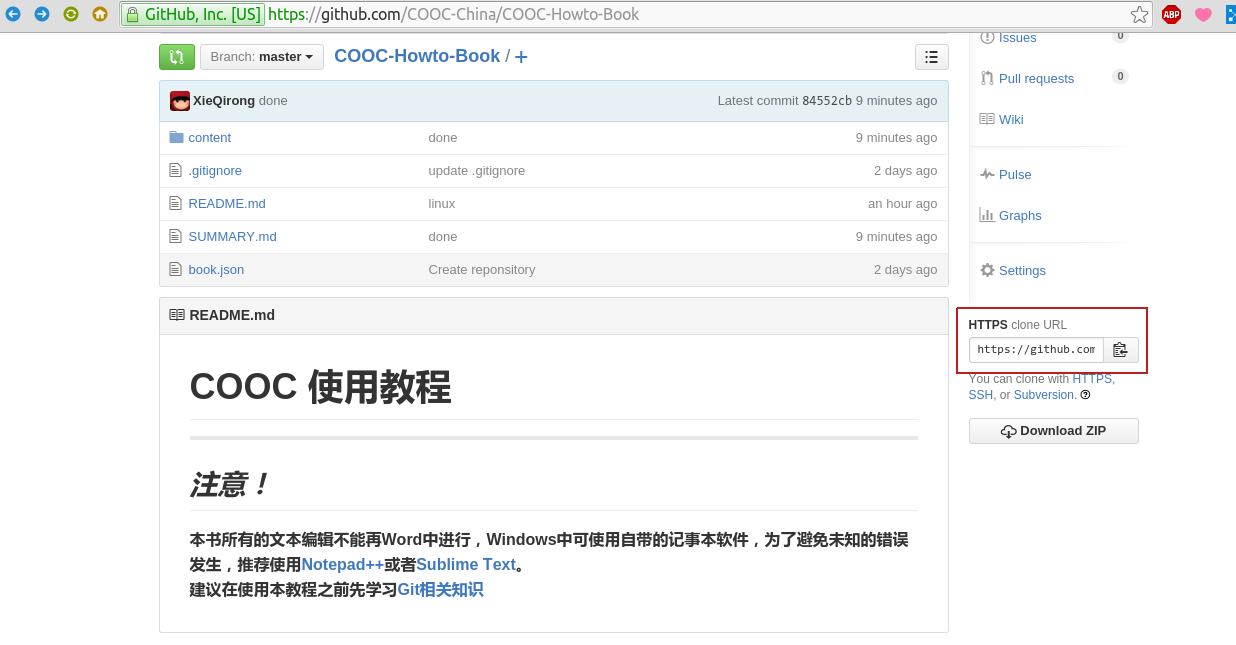 GitHub, Inc. [US] https://github.com/COOC-China/COOC-Howto-Book
ABP
Branch: master
COOC-Howto-Book / +
XieQirong done
Latest commit 84552cb 9 minutes ago
content done 9 minutes ago
.gitignore update .gitignore 2 days ago
README.md linux an hour ago
SUMMARY.md done 9 minutes ago
book.json Create reponsitory 2 days ago
README.md
COOC 使用教程
注意！
本书所有的文本编辑不能再Word中进行，Windows中可使用自带的记事本软件，为了避免未知的错误
发生，推荐使用Notepad++或者Sublime Text。
建议在使用本教程之前先学习Git相关知识
Issues 0
Pull requests 0
Wiki
Pulse
Graphs
Settings
HTTPS clone URL
https://github.com
You can clone with HTTPS,
SSH, or Subversion.
Download ZIP